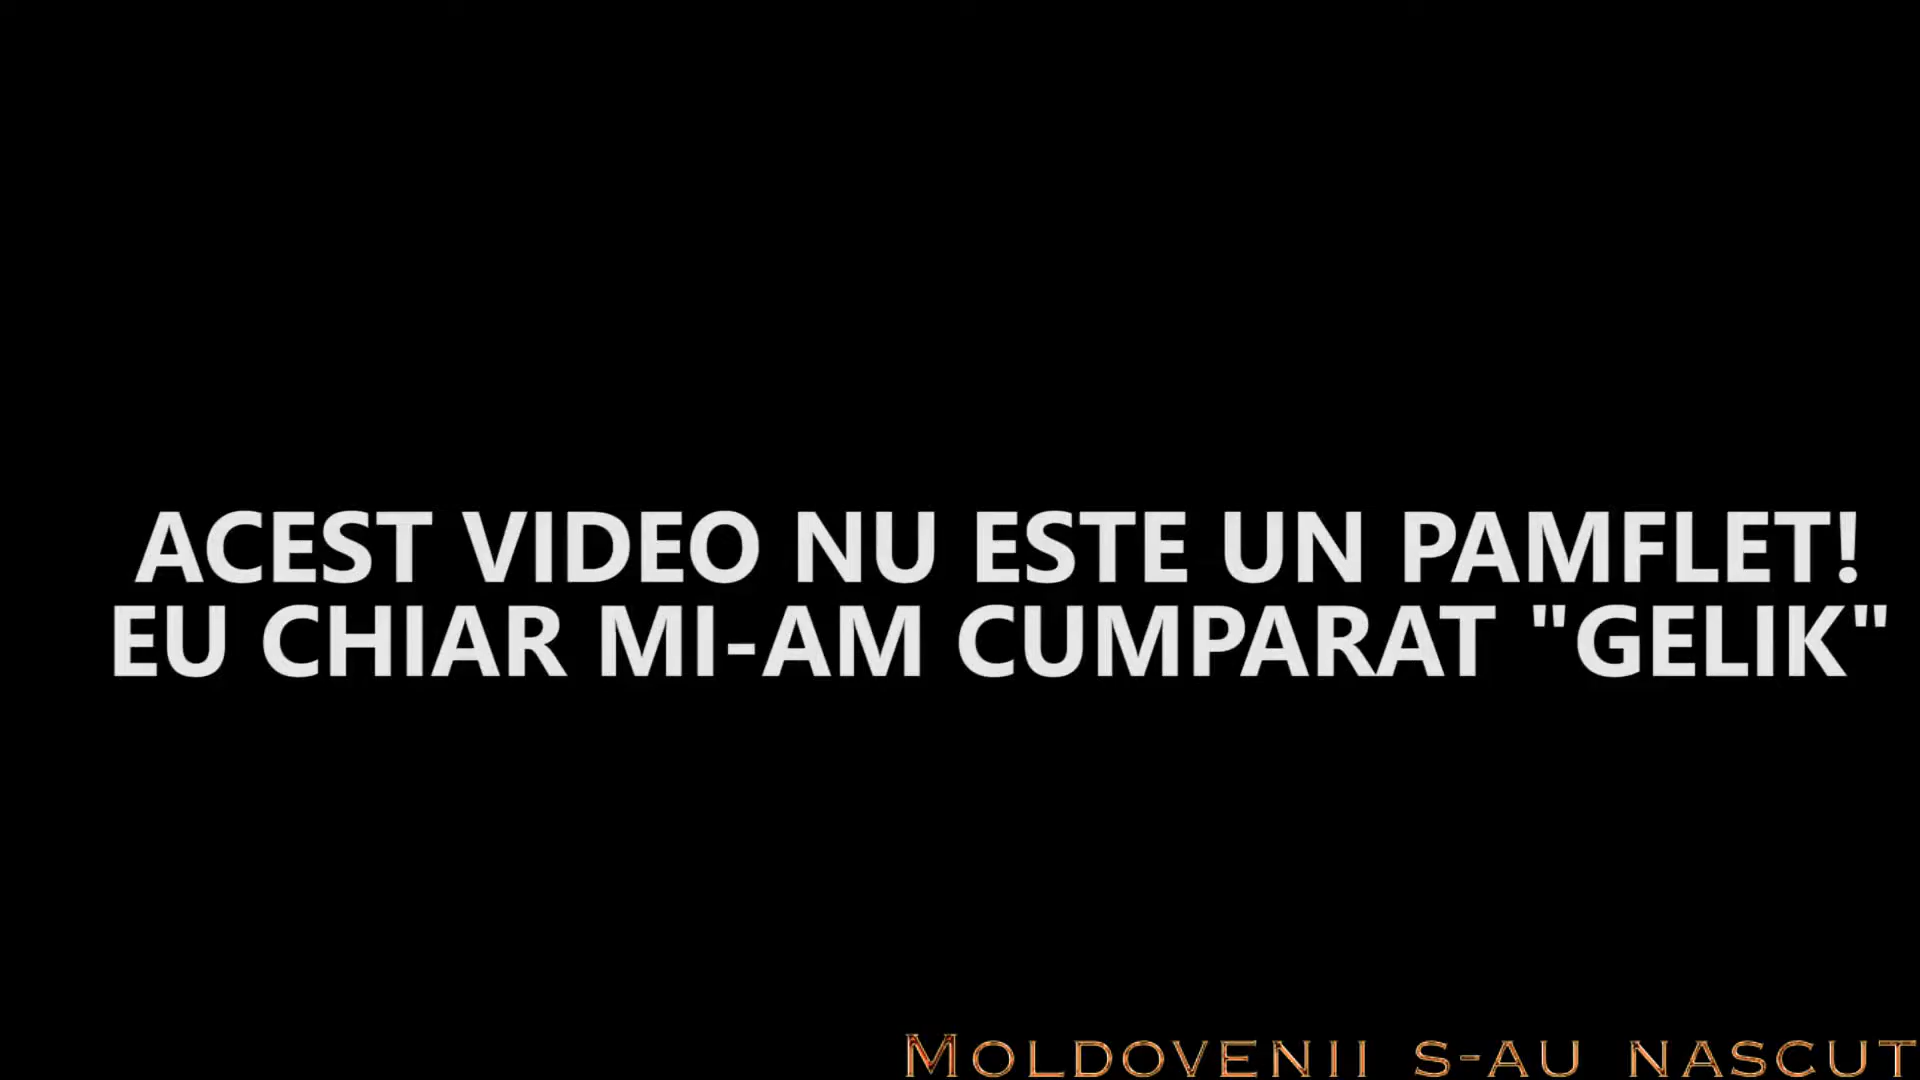 ACEST VIDEO NU ESTE UN PAMFLET!
EU CHIAR MI-AM CUMPARAT "GELIK"
MOLDOVENII S-AU NASCUT